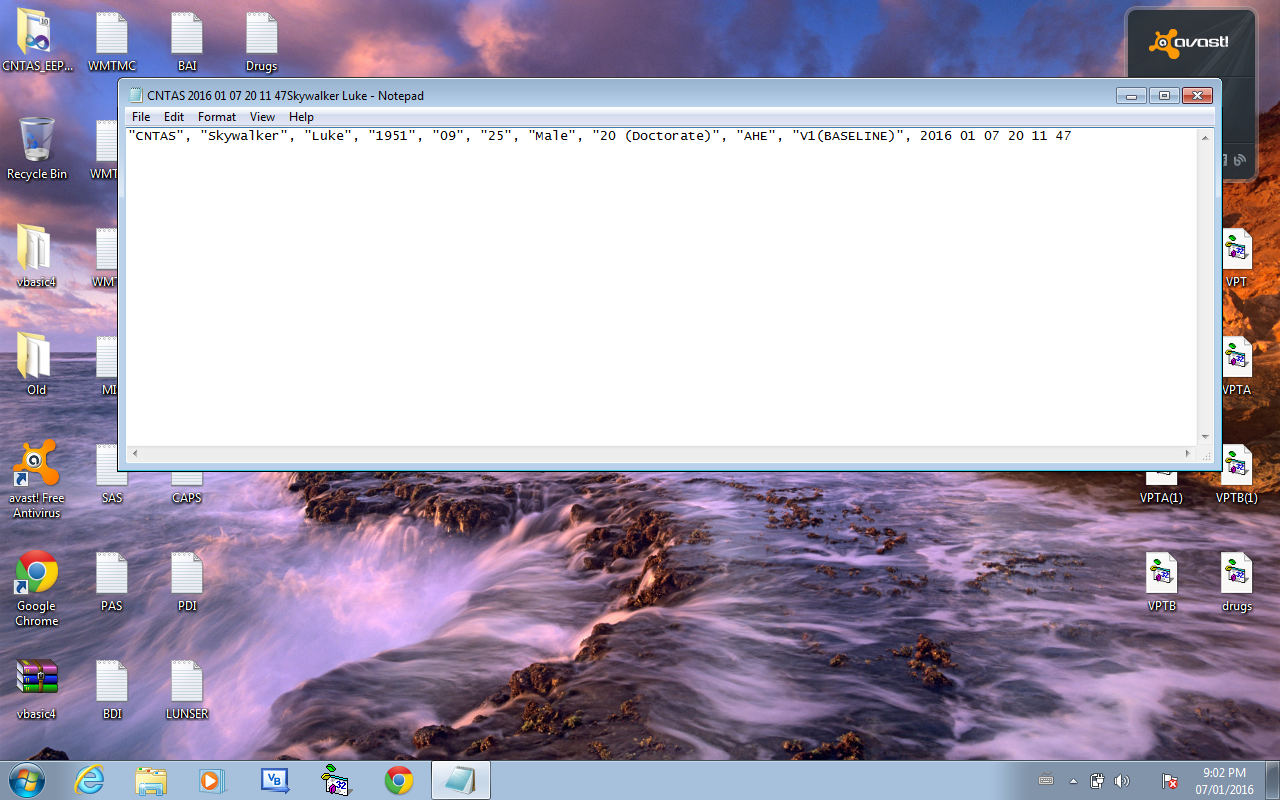 CNTAS_EEP...
WMTMC
BAI
Drugs
avast!
CNTAS 2016 01 07 20 11 47Skywalker Luke - Notepad
File Edit Format View Help
"CNTAS", "Skywalker", "Luke", "1951", "09", "25", "Male", "20 (Doctorate)", "AHE", "V1(BASELINE)", 2016 01 07 20 11 47
Recycle Bin
vbasic4
VPT
Old
VPTA
avast! Free
Antivirus
SAS
CAPS
VPTA(1)
VPTB(1)
Google
Chrome
PAS
PDI
VPTB
drugs
vbasic4
BDI
LUNSER
9:02 PM
07/01/2016